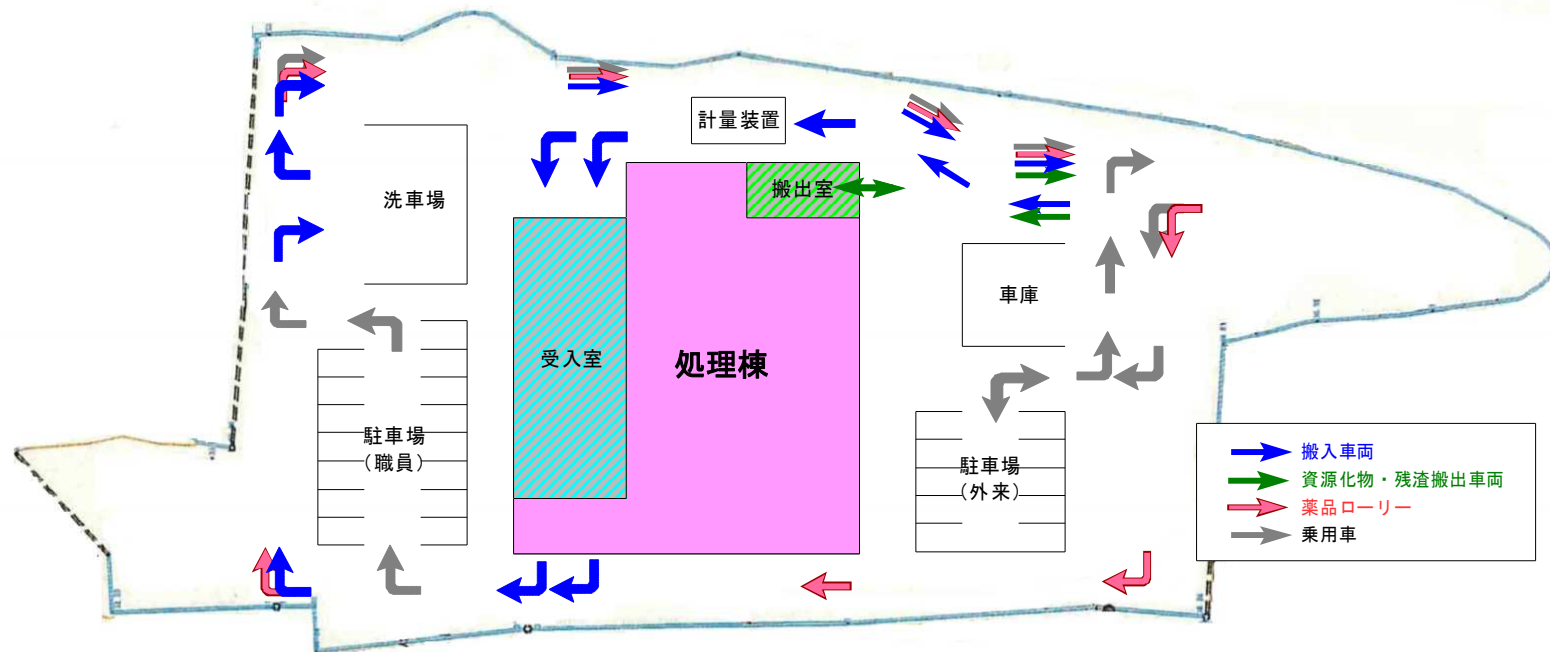 計量装置
搬出室
洗車場
車庫
受入室
処理棟
駐車場
（職員）
駐車場
（外来）
搬入車両
資源化物・残渣搬出車両
薬品ローリー
乗用車